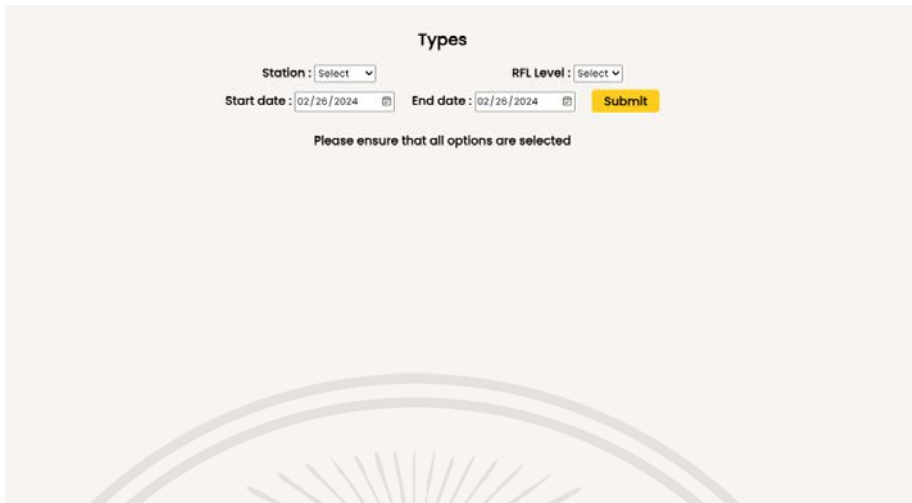 Types
Station : Select RFL Level : Select
Start date : 02/26/2024 End date : 02/26/2024 Submit
Please ensure that all options are selected